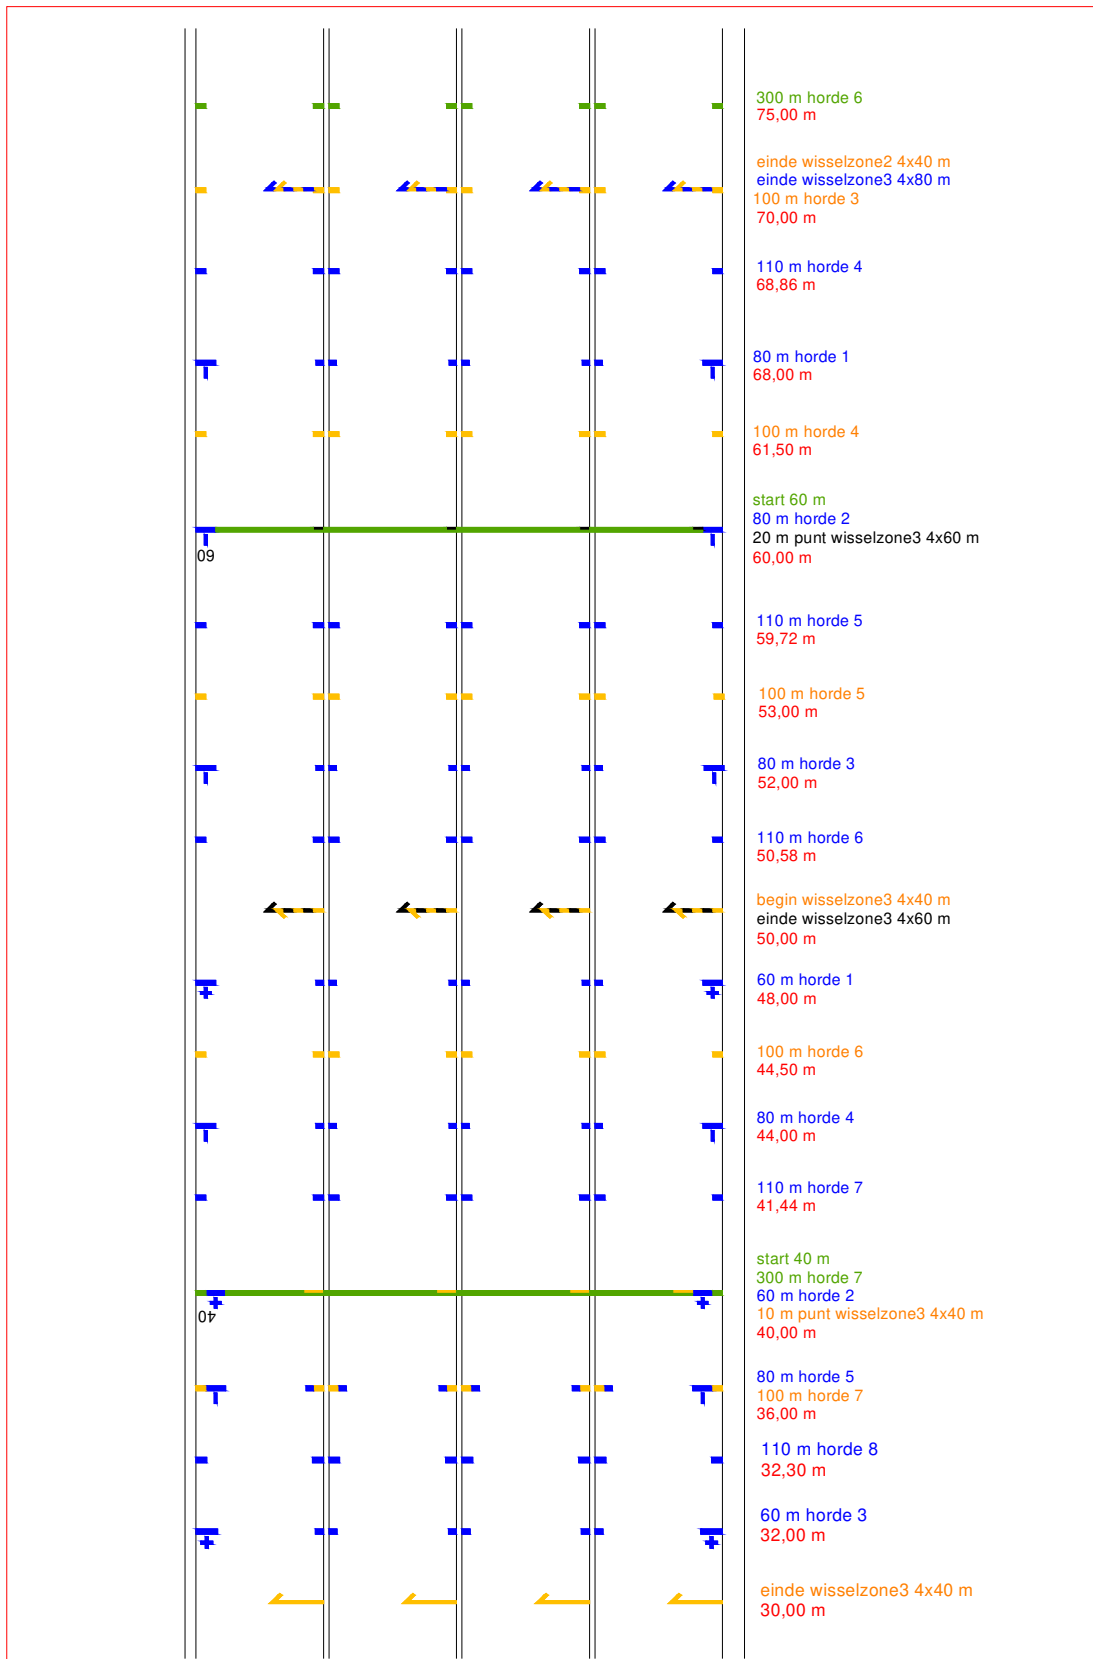 300 m horde 6
75,00 m
einde wisselzone2 4x40 m
einde wisselzone3 4x80 m
100 m horde 3
70,00 m
110 m horde 4
68,86 m
80 m horde 1
68,00 m
100 m horde 4
61,50 m
start 60 m
80 m horde 2
20 m punt wisselzone3 4x60 m
60,00 m
60
110 m horde 5
59,72 m
100 m horde 5
53,00 m
80 m horde 3
52,00 m
110 m horde 6
50,58 m
begin wisselzone3 4x40 m
einde wisselzone3 4x60 m
50,00 m
60 m horde 1
48,00 m
100 m horde 6
44,50 m
80 m horde 4
44,00 m
110 m horde 7
41,44 m
start 40 m
300 m horde 7
60 m horde 2
10 m punt wisselzone3 4x40 m
40,00 m
40
80 m horde 5
100 m horde 7
36,00 m
110 m horde 8
32,30 m
60 m horde 3
32,00 m
einde wisselzone3 4x40 m
30,00 m